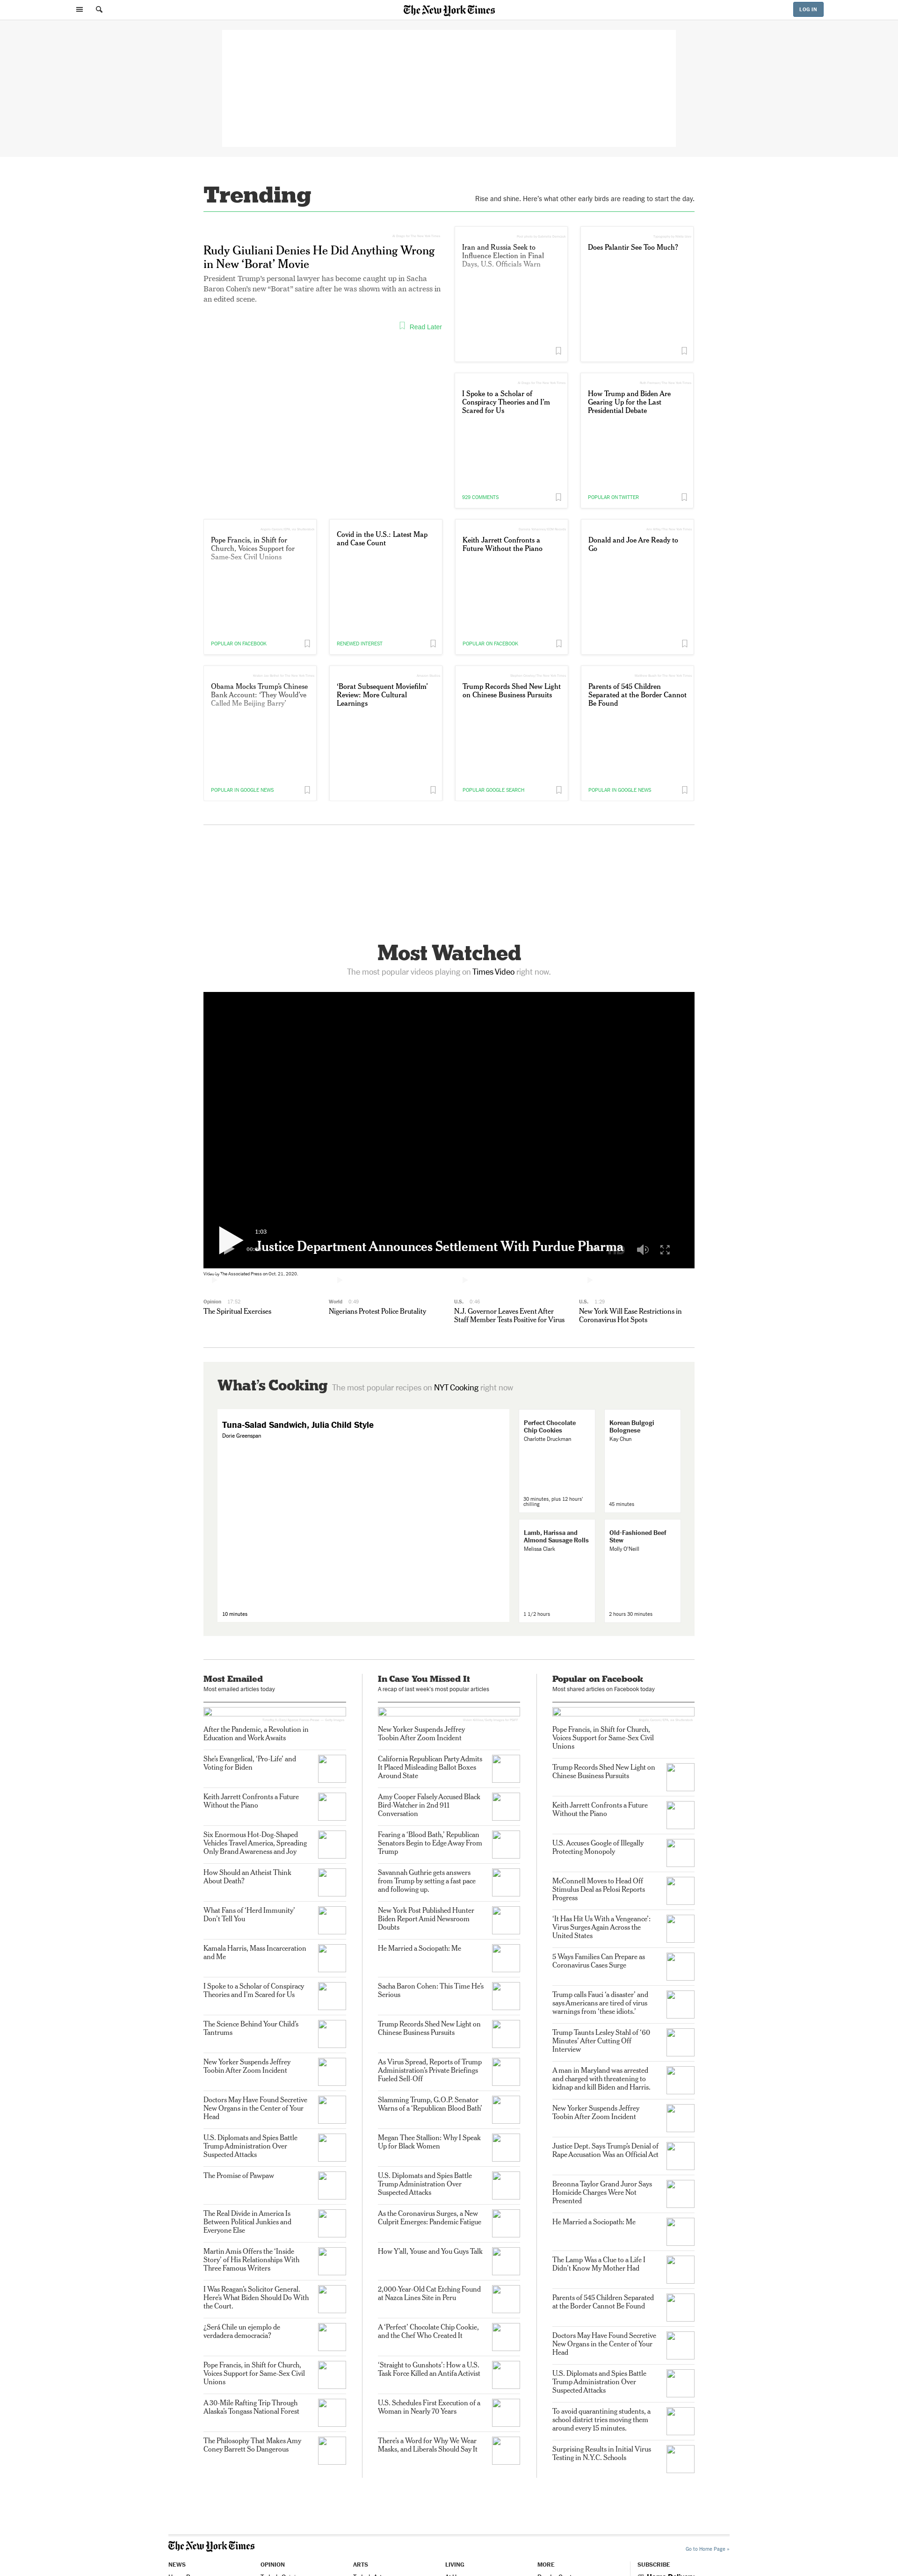 The New York Times
LOG IN
Trending
Rise and shine. Here's what other early birds are reading to start the day.
Rudy Giuliani Denies He Did Anything Wrong
in New ‘Borat’ Movie
President Trump's personal lawyer has become caught up in Sacha
Baron Cohen's new “Borat” satire after he was shown with an actress in
an edited scene.
Read Later
Iran and Russia Seek to
Influence Election in Final
Days, U.S. Officials Warn
Does Palantir See Too Much?
I Spoke to a Scholar of
Conspiracy Theories and I’m
Scared for Us
929 COMMENTS
How Trump and Biden Are
Gearing Up for the Last
Presidential Debate
POPULAR ON TWITTER
Pope Francis, in Shift for
Church, Voices Support for
Same-Sex Civil Unions
POPULAR ON FACEBOOK
Covid in the U.S.: Latest Map
and Case Count
RENEWED INTEREST
Keith Jarrett Confronts a
Future Without the Piano
POPULAR ON FACEBOOK
Donald and Joe Are Ready to
Go
Obama Mocks Trump’s Chinese
Bank Account: ‘They Would’ve
Called Me Beijing Barry’
POPULAR IN GOOGLE NEWS
‘Borat Subsequent Moviefilm’
Review: More Cultural
Learnings
Trump Records Shed New Light
on Chinese Business Pursuits
POPULAR GOOGLE SEARCH
Parents of 545 Children
Separated at the Border Cannot
Be Found
POPULAR IN GOOGLE NEWS
Most Watched
The most popular videos playing on Times Video right now.
1:03
Justice Department Announces Settlement With Purdue Pharma
Video by The Associated Press on Oct. 21, 2020.
Opinion 17:52
The Spiritual Exercises
World 0:46
Nigerians Protest Police Brutality
U.S. 0:46
N.J. Governor Leaves Event After
Staff Member Tests Positive for Virus
U.S. 1:26
New York Will Ease Restrictions in
Coronavirus Hot Spots
What’s Cooking The most popular recipes on NYT Cooking right now
Tuna-Salad Sandwich, Julia Child Style
Dorie Greenspan
10 minutes
Perfect Chocolate
Chip Cookies
Charlotte Druckman
30 minutes, plus 12 hours'
chilling
Korean Bulgogi
Bolognese
Kay Chun
45 minutes
Lamb, Harissa and
Almond Sausage Rolls
Melissa Clark
1 1/2 hours
Old-Fashioned Beef
Stew
Molly O'Neill
2 hours 30 minutes
Most Emailed
Most emailed articles today
After the Pandemic, a Revolution in
Education and Work Awaits
She’s Evangelical, ‘Pro-Life’ and
Voting for Biden
Keith Jarrett Confronts a Future
Without the Piano
Six Enormous Hot-Dog-Shaped
Vehicles Travel America, Spreading
Only Brand Awareness and Joy
How Should an Atheist Think
About Death?
What Fans of ‘Herd Immunity’
Don’t Tell You
Kamala Harris, Mass Incarceration
and Me
I Spoke to a Scholar of Conspiracy
Theories and I’m Scared for Us
The Science Behind Your Child’s
Tantrums
New Yorker Suspends Jeffrey
Toobin After Zoom Incident
Doctors May Have Found Secretive
New Organs in the Center of Your
Head
U.S. Diplomats and Spies Battle
Trump Administration Over
Suspected Attacks
The Promise of Pawpaw
The Real Divide in America Is
Between Political Junkies and
Everyone Else
Martin Amis Offers the ‘Inside
Story’ of His Relationships With
Three Famous Writers
I Was Reagan’s Solicitor General.
Here’s What Biden Should Do With
the Court.
¿Será Chile un ejemplo de
verdadera democracia?
Pope Francis, in Shift for Church,
Voices Support for Same-Sex Civil
Unions
A 30-Mile Rafting Trip Through
Alaska’s Tongass National Forest
The Philosophy That Makes Amy
Coney Barrett So Dangerous
In Case You Missed It
A recap of last week's most popular articles
New Yorker Suspends Jeffrey
Toobin After Zoom Incident
California Republican Party Admits
It Placed Misleading Ballot Boxes
Around State
Amy Cooper Falsely Accused Black
Bird-Watcher in 2nd 911
Conversation
Fearing a ‘Blood Bath,’ Republican
Senators Begin to Edge Away From
Trump
Savannah Guthrie gets answers
from Trump by setting a fast pace
and following up.
New York Post Published Hunter
Biden Report Amid Newsroom
Doubts
He Married a Sociopath: Me
Sacha Baron Cohen: This Time He’s
Serious
Trump Records Shed New Light on
Chinese Business Pursuits
As Virus Spread, Reports of Trump
Administration’s Private Briefings
Fueled Sell-Off
Slamming Trump, G.O.P. Senator
Warns of a ‘Republican Blood Bath’
Megan Thee Stallion: Why I Speak
Up for Black Women
U.S. Diplomats and Spies Battle
Trump Administration Over
Suspected Attacks
As the Coronavirus Surges, a New
Culprit Emerges: Pandemic Fatigue
How Y’all, Youse and You Guys Talk
2,000-Year-Old Cat Etching Found
at Nazca Lines Site in Peru
A ‘Perfect’ Chocolate Chip Cookie,
and the Chef Who Created It
‘Straight to Gunshots’: How a U.S.
Task Force Killed an Antifa Activist
U.S. Schedules First Execution of a
Woman in Nearly 70 Years
There’s a Word for Why We Wear
Masks, and Liberals Should Say It
Popular on Facebook
Most shared articles on Facebook today
Pope Francis, in Shift for Church,
Voices Support for Same-Sex Civil
Unions
Trump Records Shed New Light on
Chinese Business Pursuits
Keith Jarrett Confronts a Future
Without the Piano
U.S. Accuses Google of Illegally
Protecting Monopoly
McConnell Moves to Head Off
Stimulus Deal as Pelosi Reports
Progress
‘It Has Hit Us With a Vengeance’:
Virus Surges Again Across the
United States
5 Ways Families Can Prepare as
Coronavirus Cases Surge
Trump calls Fauci ‘a disaster’ and
says Americans are tired of virus
warnings from ‘these idiots.’
Trump Taunts Lesley Stahl of ‘60
Minutes’ After Cutting Off
Interview
A man in Maryland was arrested
and charged with threatening to
kidnap and kill Biden and Harris.
New Yorker Suspends Jeffrey
Toobin After Zoom Incident
Justice Dept. Says Trump’s Denial of
Rape Accusation Was an Official Act
Breonna Taylor Grand Juror Says
Homicide Charges Were Not
Presented
He Married a Sociopath: Me
The Lamp Was a Clue to a Life I
Didn’t Know My Mother Had
Parents of 545 Children Separated
at the Border Cannot Be Found
Doctors May Have Found Secretive
New Organs in the Center of Your
Head
U.S. Diplomats and Spies Battle
Trump Administration Over
Suspected Attacks
To avoid quarantining students, a
school district tries moving them
around every 15 minutes.
Surprising Results in Initial Virus
Testing in N.Y.C. Schools
The New York Times
Go to Home Page »
NEWS
OPINION
ARTS
LIVING
MORE
SUBSCRIBE